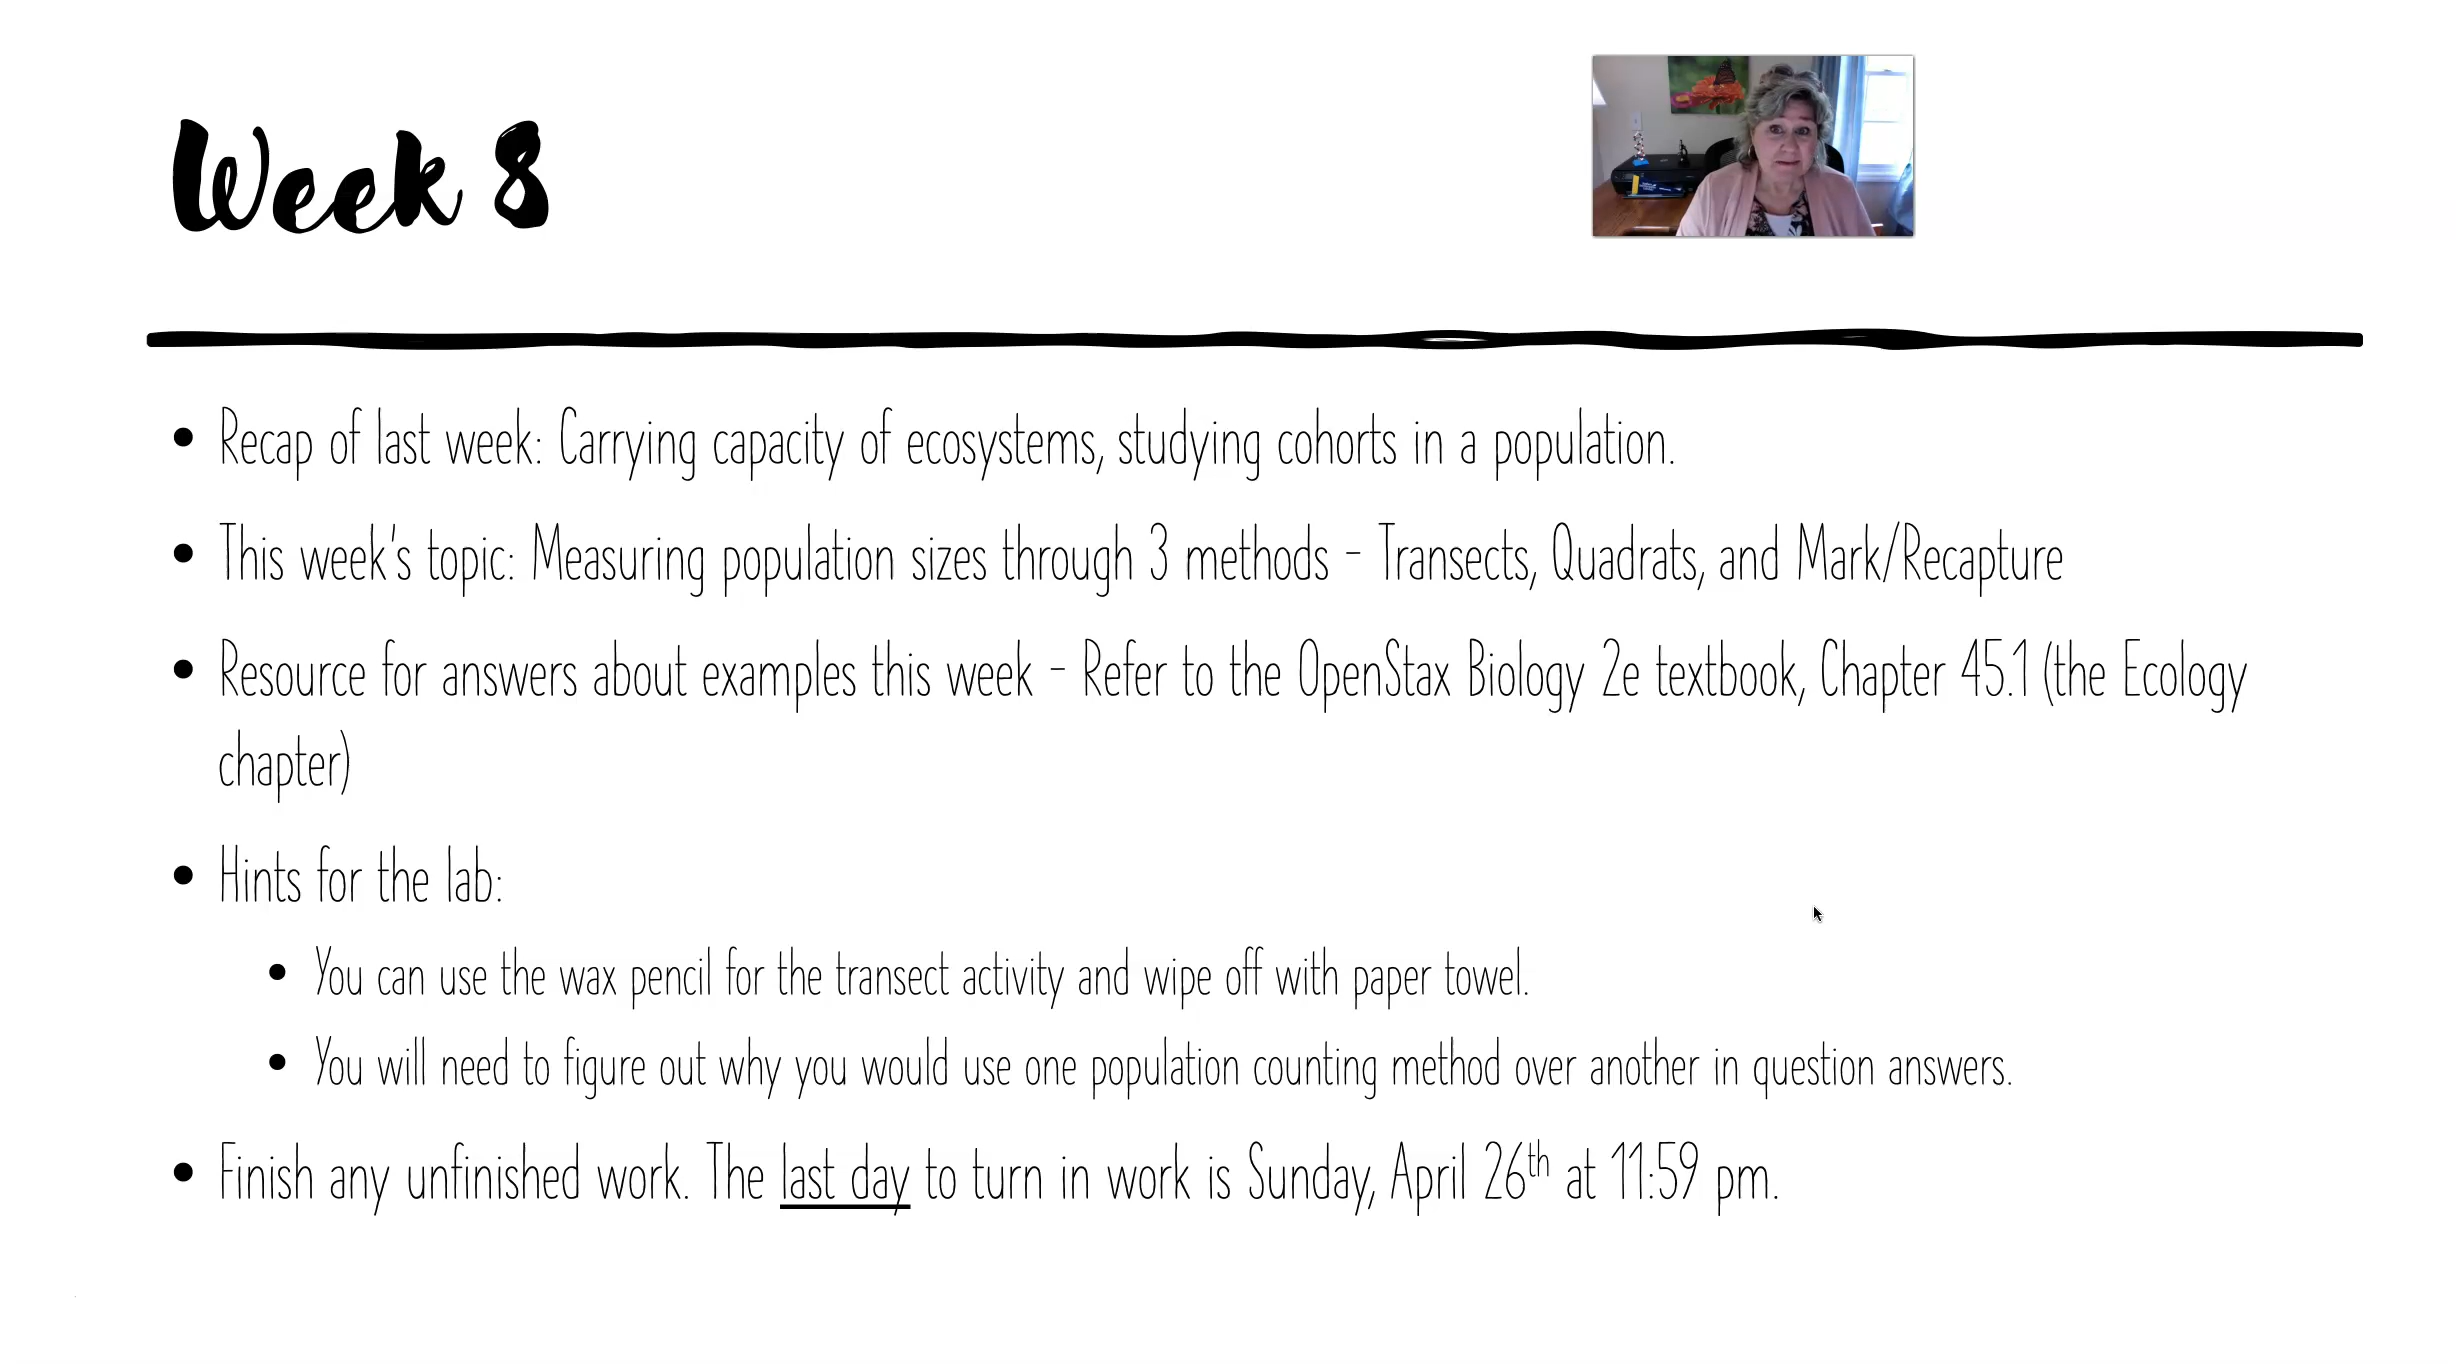 Week 8
• Recap of last week: Carrying capacity of ecosystems, studying cohorts in a population.
• This week's topic: Measuring population sizes through 3 methods - Transects, Quadrats, and Mark/Recapture
• Resource for answers about examples this week - Refer to the OpenStax Biology 2e textbook, Chapter 45.1 (the Ecology
chapter)
• Hints for the lab:
• You can use the wax pencil for the transect activity and wipe off with paper towel.
• You will need to figure out why you would use one population counting method over another in question answers.
• Finish any unfinished work. The last day to turn in work is Sunday, April 26th at 11:59 pm.